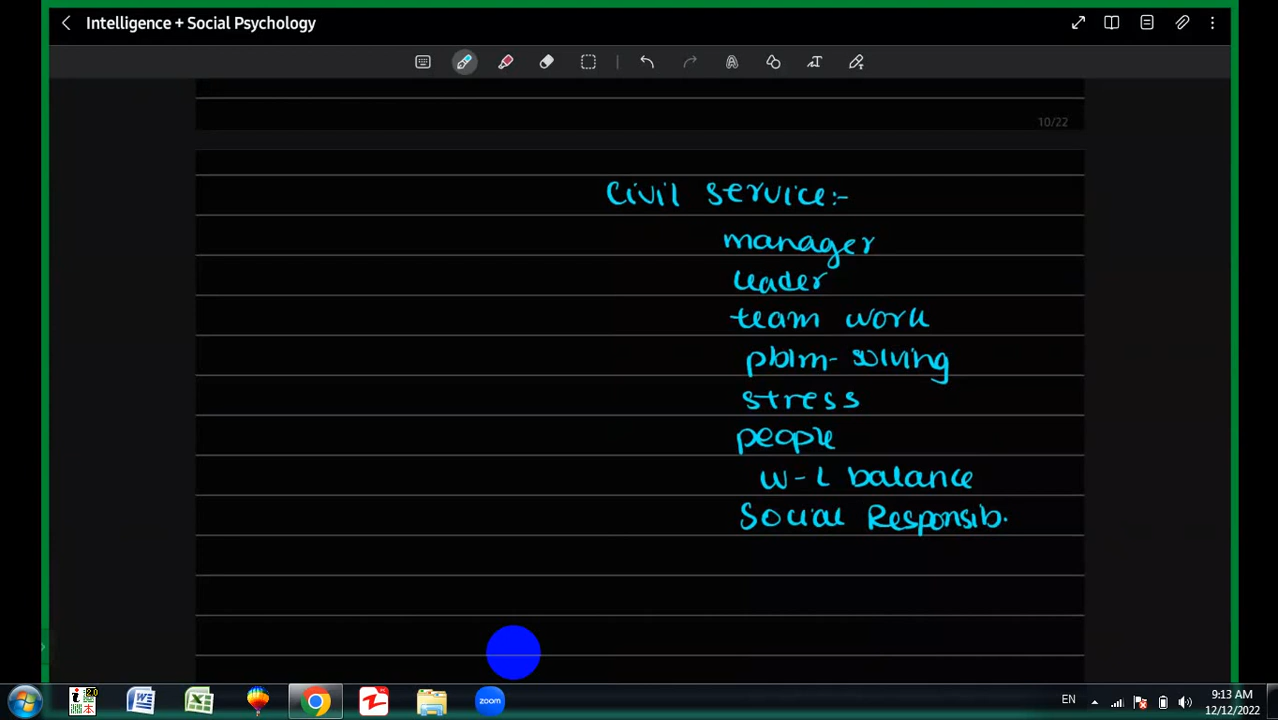 Intelligence + Social Psychology
10/22
Civil Service:-
manager
leader
team work
pblm-solving
stress
people
W-L balance
Social Responsib.
zoom
EN
9:13 AM
12/12/2022